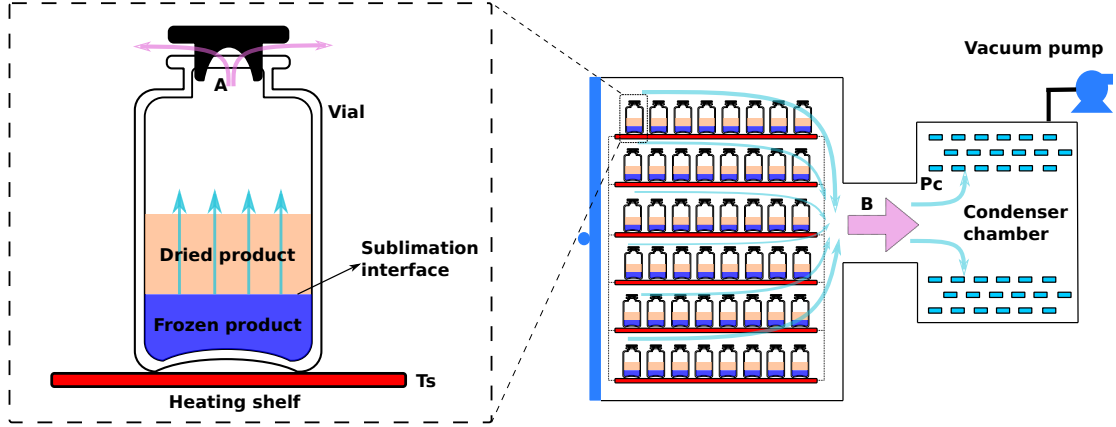 A
Vial
Dried product
Sublimation
interface
Frozen product
Ts
Heating shelf
Vacuum pump
Pc
B
Condenser
chamber